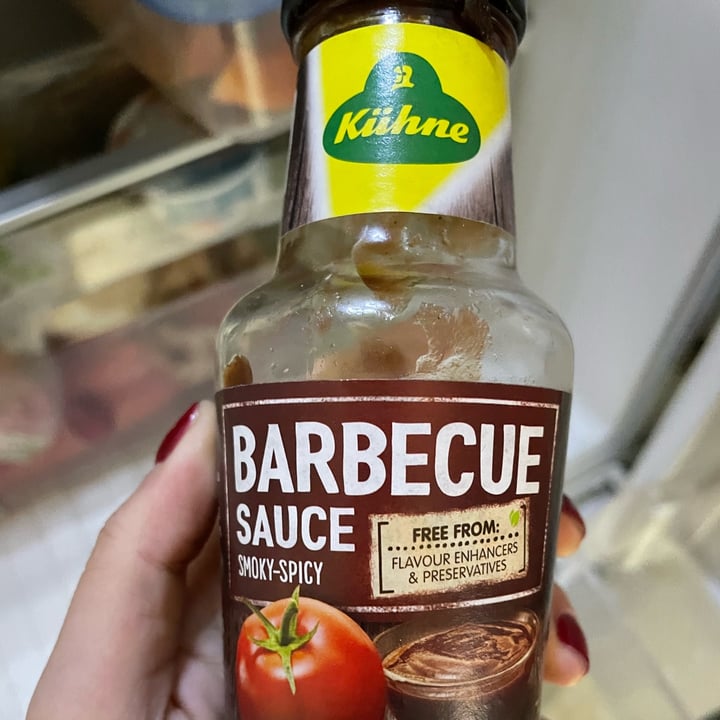 Kühne
BARBECUE
SAUCE
SMOKY-SPICY
FREE FROM:
FLAVOUR ENHANCERS
& PRESERVATIVES